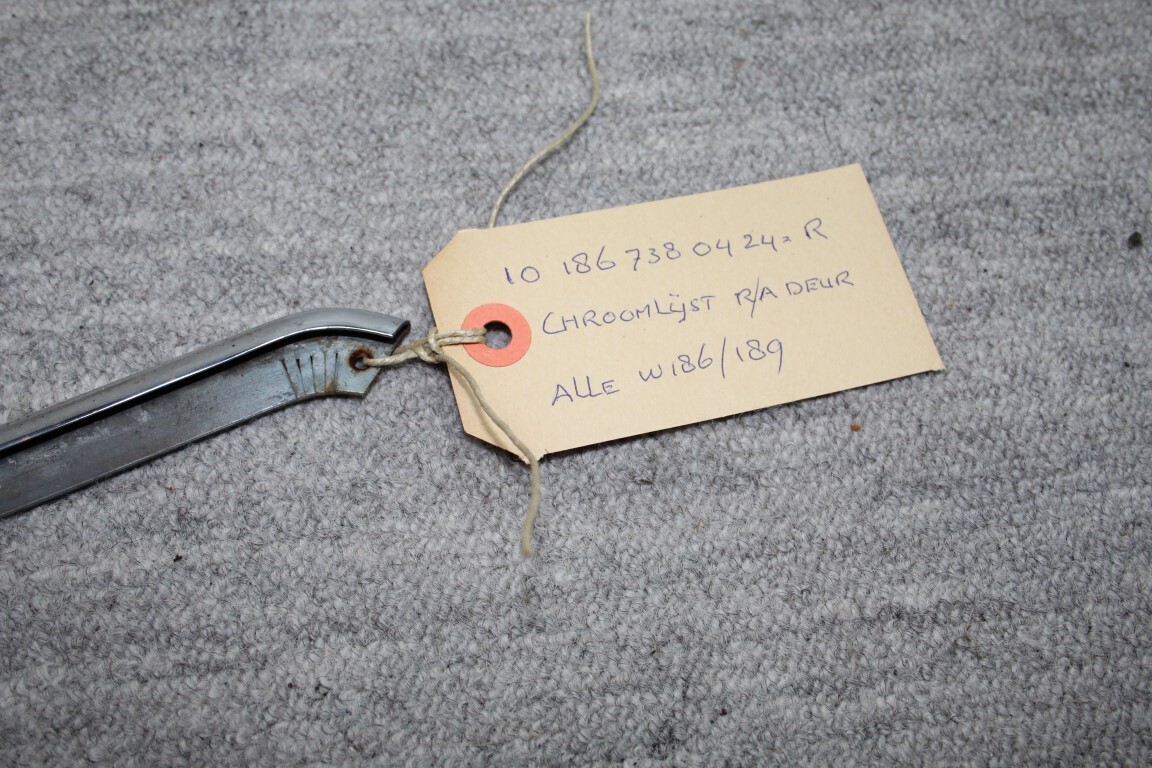 10 186 738 04 24 = R
CHROOMLIJST R/A DEUR
ALLE W186/189